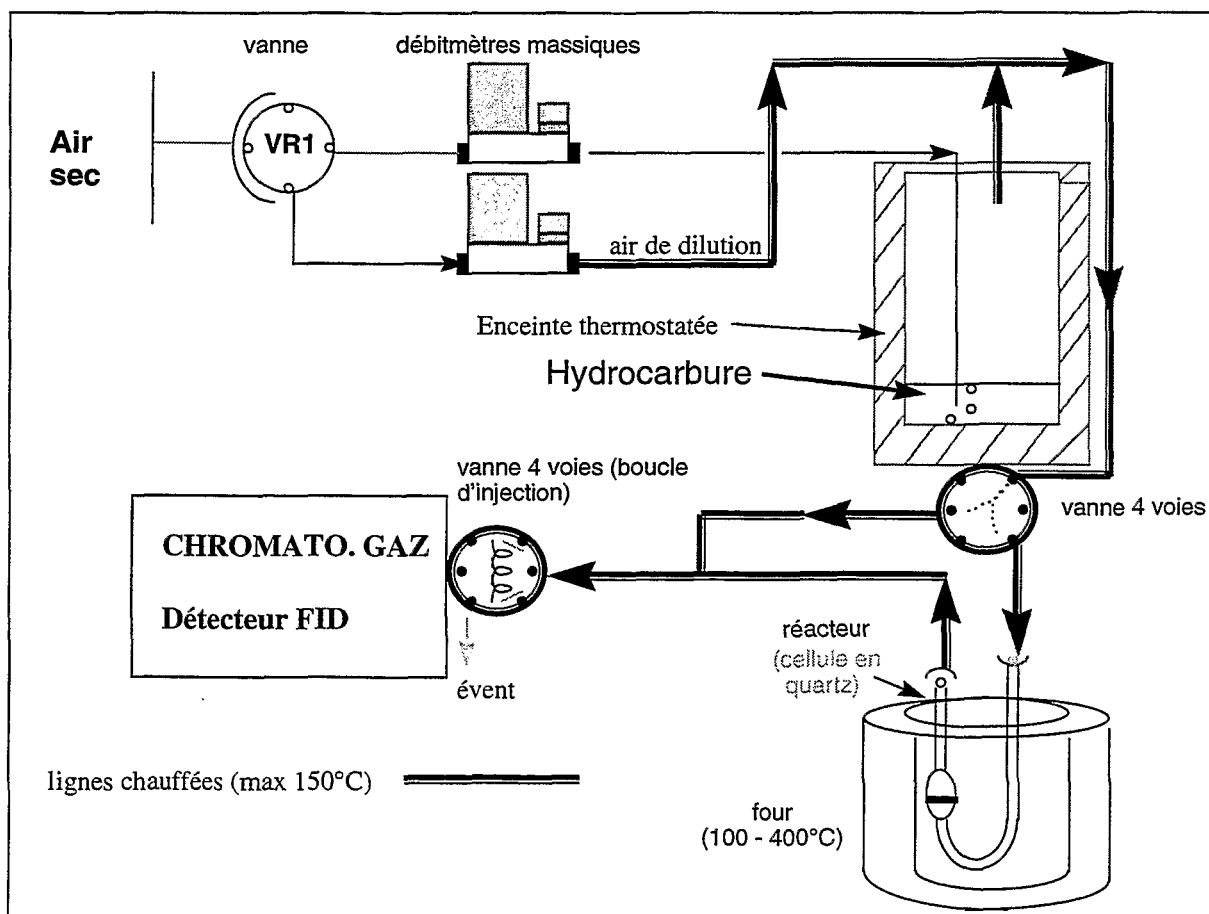 vanne
débitmètres massiques
Air
sec
VR1
air de dilution
Enceinte thermostatée
Hydrocarbure
vanne 4 voies (boucle
d'injection)
vanne 4 voies
CHROMATO. GAZ
Détecteur FID
évent
réacteur
(cellule en
quartz)
lignes chauffées (max 150°C)
four
(100 - 400°C)